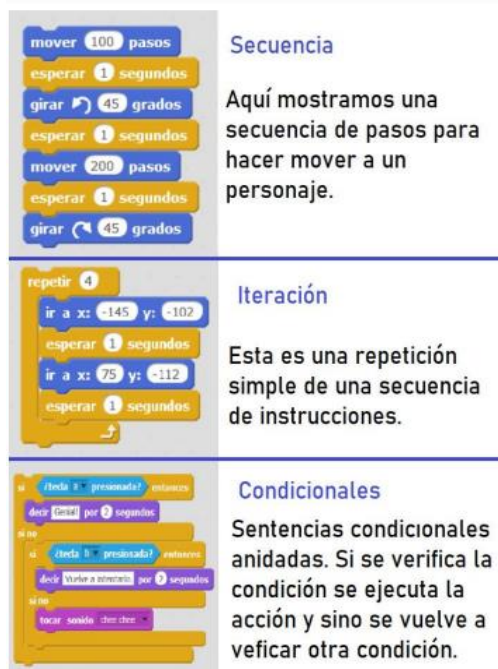 mover 100 pasos
esperar 1 segundos
girar 45 grados
esperar 1 segundos
mover 200 pasos
esperar 1 segundos
girar 45 grados
Secuencia
Aquí mostramos una
secuencia de pasos para
hacer mover a un
personaje.
repetir 4
ir a x: -145 y: -102
esperar 1 segundos
ir a x: 75 y: -112
esperar 1 segundos
Iteración
Esta es una repetición
simple de una secuencia
de instrucciones.
si ¿tecla presionada? entonces
decir Genial! por 2 segundos
si no
si ¿tecla b presionada? entonces
decir Vuelve a intentarlo por 2 segundos
si no
tocar sonido chee chee
Condicionales
Sentencias condicionales
anidadas. Si se verifica la
condición se ejecuta la
acción y sino se vuelve a
veficar otra condición.